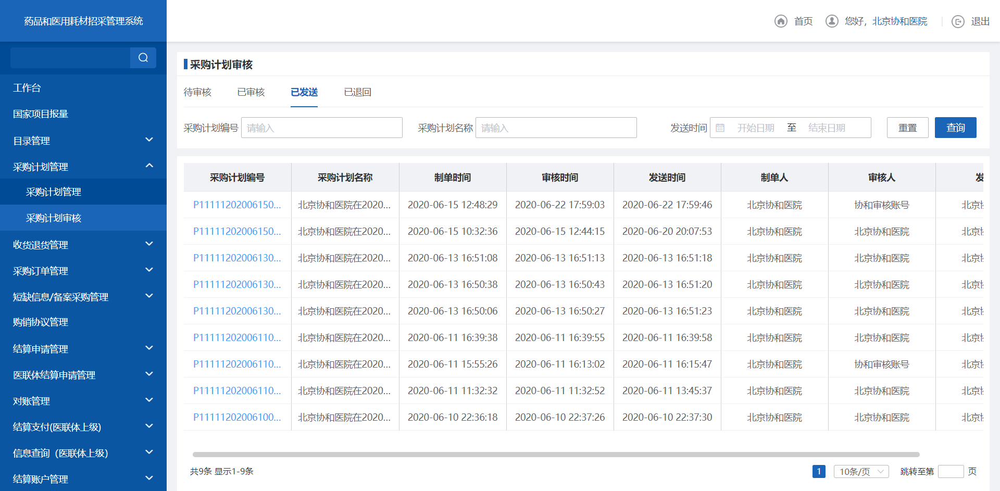 药品和医用耗材招采管理系统
首页
您好，北京协和医院
退出
工作台
国家项目报量
目录管理
采购计划管理
采购计划管理
采购计划审核
收货退货管理
采购订单管理
短缺信息/备案采购管理
购销协议管理
结算申请管理
医联体结算申请管理
对账管理
结算支付(医联体上级)
信息查询（医联体上级）
结算账户管理
采购计划审核
待审核 已审核 已发送 已退回
采购计划编号 请输入 采购计划名称 请输入 发送时间 开始日期 至 结束日期 重置 查询
采购计划编号 采购计划名称 制单时间 审核时间 发送时间 制单人 审核人 发
P11111202006150... 北京协和医院在2020... 2020-06-15 12:48:29 2020-06-22 17:59:03 2020-06-22 17:59:46 北京协和医院 协和审核账号 北京协
P11111202006150... 北京协和医院在2020... 2020-06-15 10:32:36 2020-06-15 12:44:15 2020-06-20 20:07:53 北京协和医院 北京协和医院 北京协
P11111202006130... 北京协和医院在2020... 2020-06-13 16:51:08 2020-06-13 16:51:13 2020-06-13 16:51:18 北京协和医院 北京协和医院 北京协
P11111202006130... 北京协和医院在2020... 2020-06-13 16:50:38 2020-06-13 16:50:43 2020-06-13 16:51:20 北京协和医院 北京协和医院 北京协
P11111202006130... 北京协和医院在2020... 2020-06-13 16:50:06 2020-06-13 16:50:27 2020-06-13 16:51:23 北京协和医院 北京协和医院 北京协
P11111202006110... 北京协和医院在2020... 2020-06-11 16:39:38 2020-06-11 16:39:55 2020-06-11 16:39:58 北京协和医院 北京协和医院 北京协
P11111202006110... 北京协和医院在2020... 2020-06-11 15:55:26 2020-06-11 16:13:02 2020-06-11 16:15:47 北京协和医院 协和审核账号 北京协
P11111202006110... 北京协和医院在2020... 2020-06-11 11:32:32 2020-06-11 11:32:52 2020-06-11 13:45:37 北京协和医院 北京协和医院 北京协
P11111202006100... 北京协和医院在2020... 2020-06-10 22:36:18 2020-06-10 22:37:26 2020-06-10 22:37:30 北京协和医院 北京协和医院 北京协
共9条 显示1-9条 1 10条/页 跳转至第 页